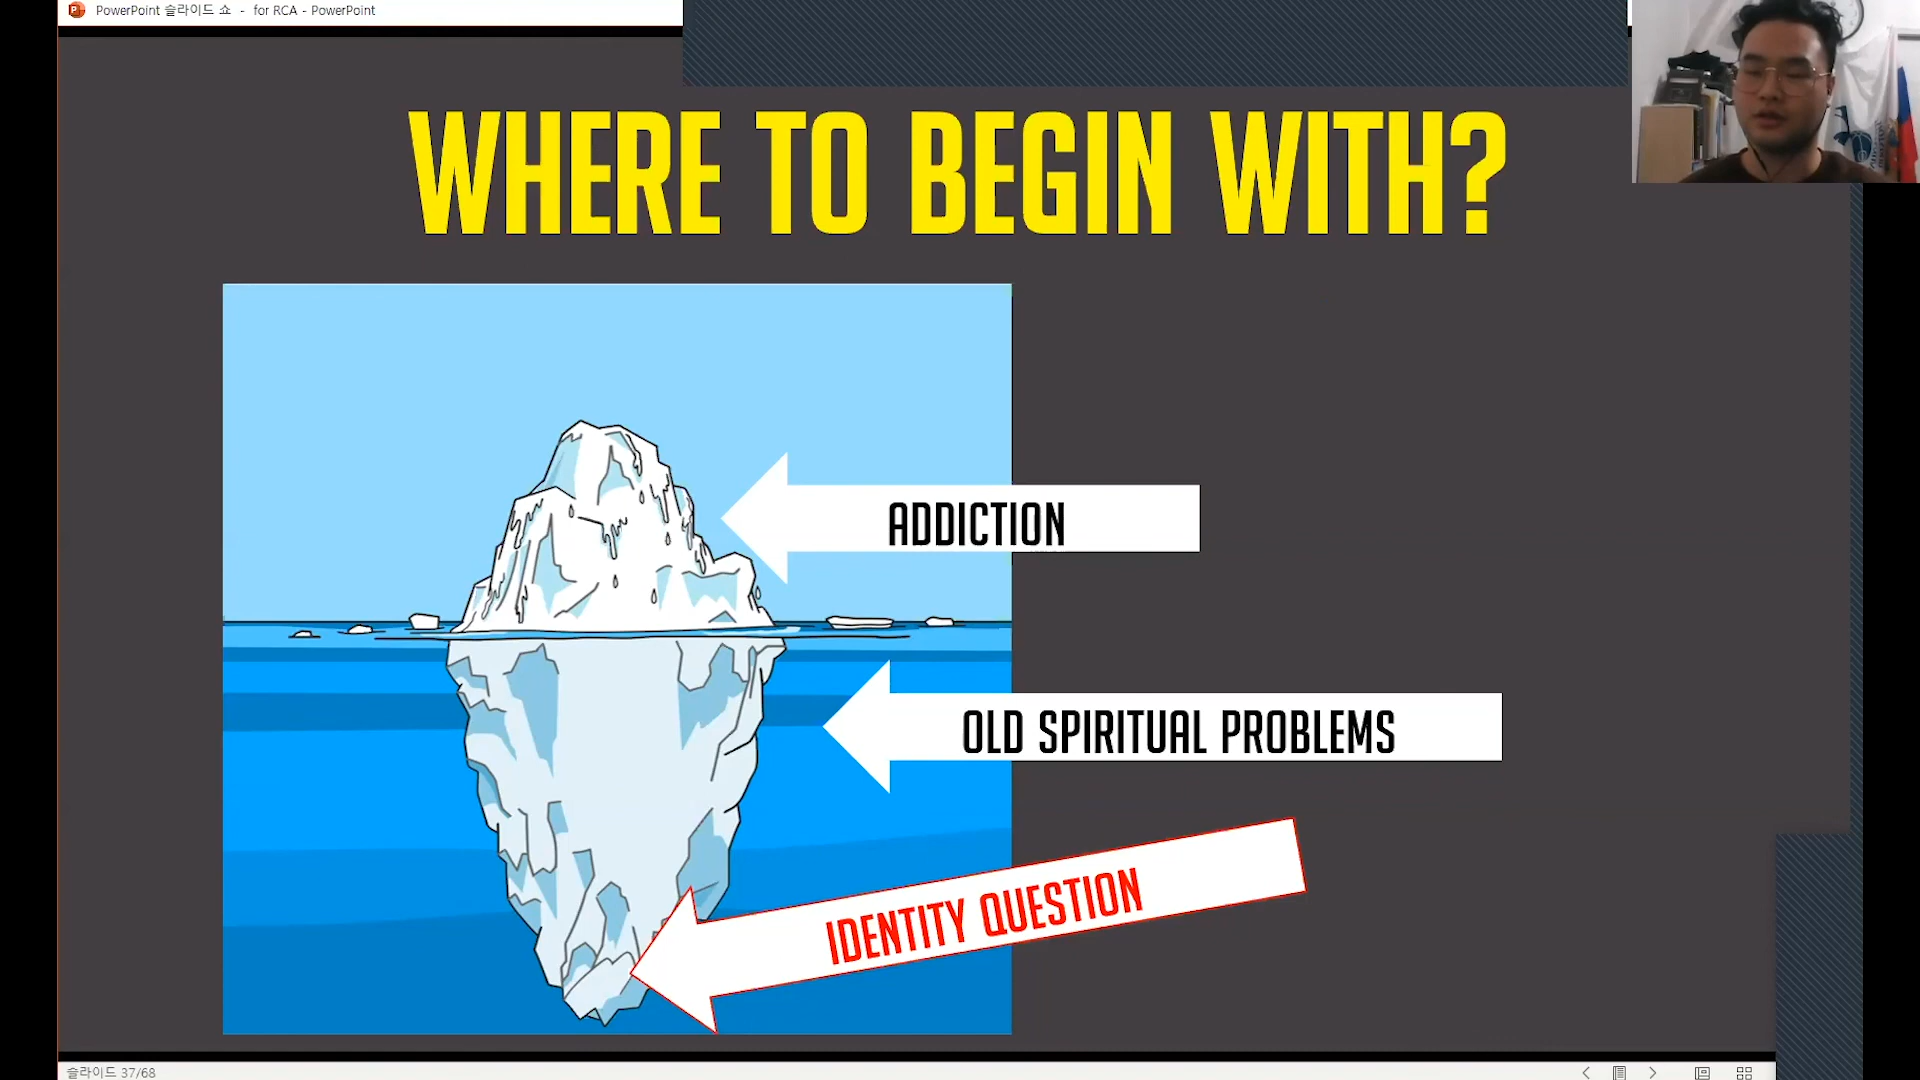 PowerPoint 슬라이드 쇼 - for RCA - PowerPoint
WHERE TO BEGIN WITH?
ADDICTION
OLD SPIRITUAL PROBLEMS
IDENTITY QUESTION
슬라이드 37/68